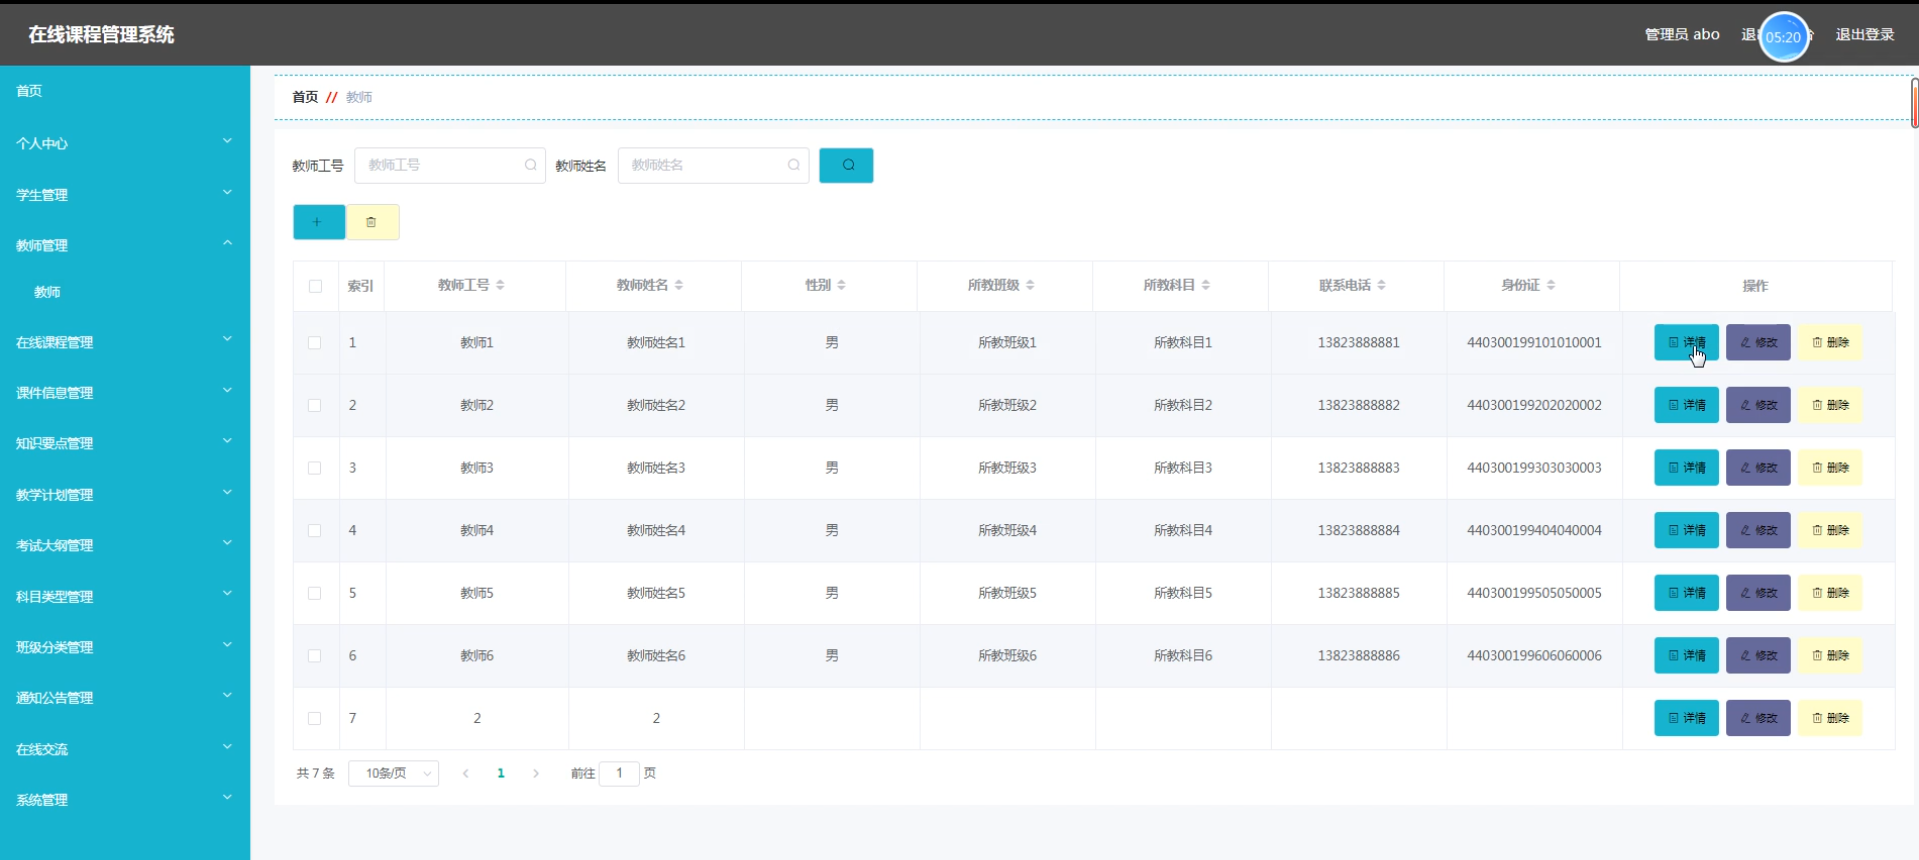 在线课程管理系统
管理员 abo 05:20 退出登录
首页
个人中心
学生管理
教师管理
教师
在线课程管理
课件信息管理
知识要点管理
教学计划管理
考试大纲管理
科目类型管理
班级分类管理
通知公告管理
在线交流
系统管理
首页 // 教师
教师工号 教师工号 教师姓名 教师姓名
索引 教师工号 教师姓名 性别 所教班级 所教科目 联系电话 身份证 操作
1 教师1 教师姓名1 男 所教班级1 所教科目1 13823888881 440300199101010001 详情 修改 删除
2 教师2 教师姓名2 男 所教班级2 所教科目2 13823888882 440300199202020002 详情 修改 删除
3 教师3 教师姓名3 男 所教班级3 所教科目3 13823888883 440300199303030003 详情 修改 删除
4 教师4 教师姓名4 男 所教班级4 所教科目4 13823888884 440300199404040004 详情 修改 删除
5 教师5 教师姓名5 男 所教班级5 所教科目5 13823888885 440300199505050005 详情 修改 删除
6 教师6 教师姓名6 男 所教班级6 所教科目6 13823888886 440300199606060006 详情 修改 删除
7 2 2 详情 修改 删除
共 7 条 10条/页 1 前往 1 页